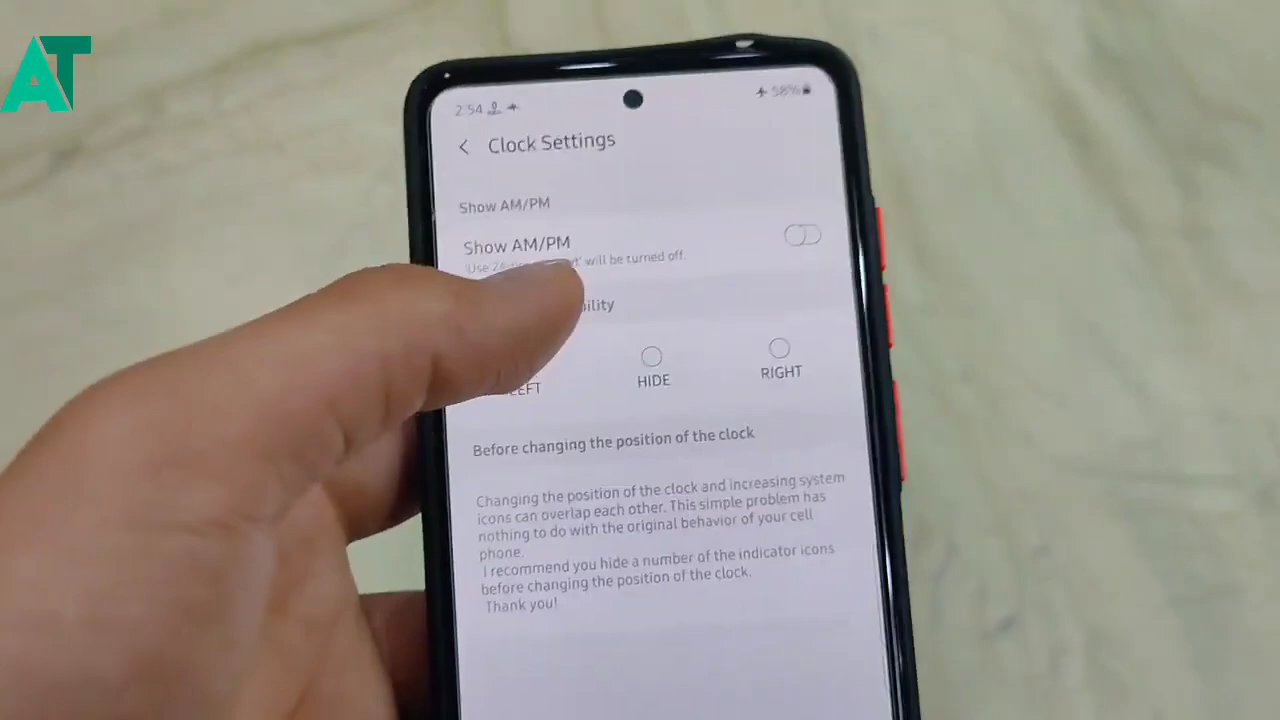 AT
2:54
58%
Clock Settings
Show AM/PM
Show AM/PM
will be turned off.
HIDE
RIGHT
Before changing the position of the clock
Changing the position of the clock and increasing system
icons can overlap each other. This simple problem has
nothing to do with the original behavior of your cell
phone.
I recommend you hide a number of the indicator icons
before changing the position of the clock.
Thank you!